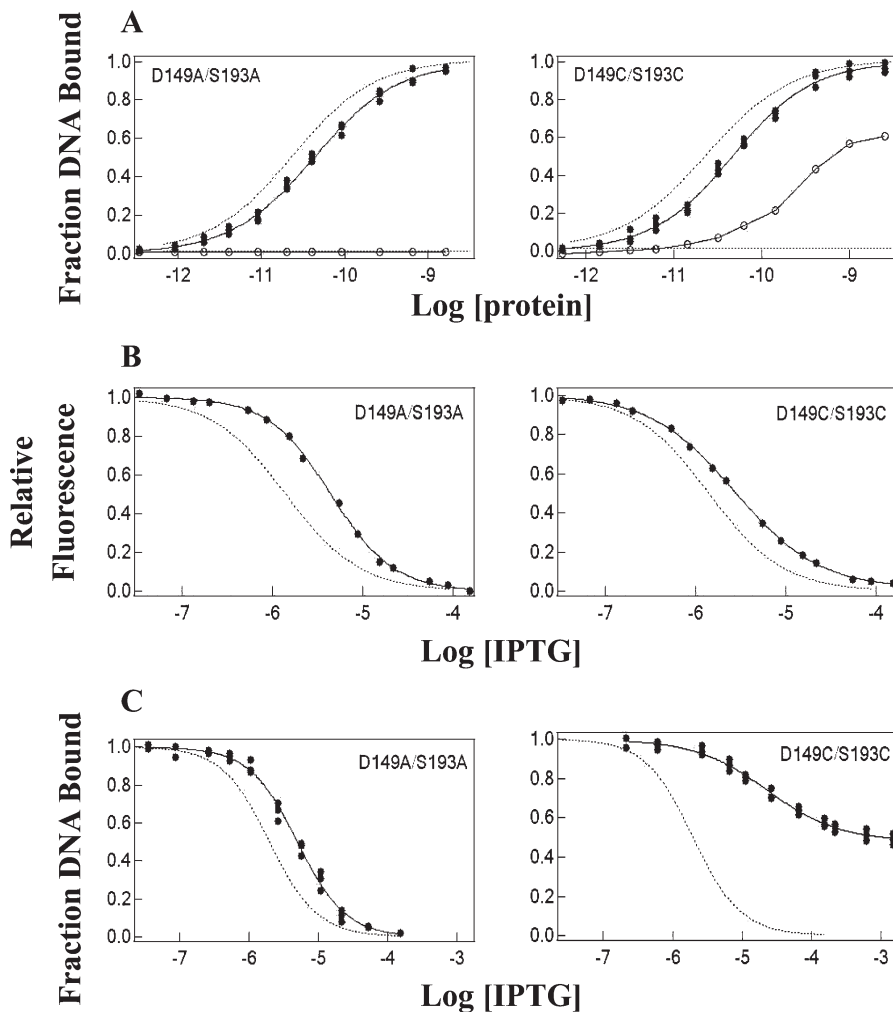 A
Fraction DNA Bound
D149A/S193A
1.0
0.8
0.6
0.4
0.2
0.0
-12 -11 -10 -9
D149C/S193C
1.0
0.8
0.6
0.4
0.2
0.0
-12 -11 -10 -9
Log [protein]
B
Relative
Fluorescence
D149A/S193A
1.0
0.8
0.6
0.4
0.2
0.0
-7 -6 -5 -4
D149C/S193C
1.0
0.8
0.6
0.4
0.2
0.0
-7 -6 -5 -4
Log [IPTG]
C
Fraction DNA Bound
D149A/S193A
1.0
0.8
0.6
0.4
0.2
0.0
-7 -6 -5 -4 -3
D149C/S193C
1.0
0.8
0.6
0.4
0.2
0.0
-7 -6 -5 -4 -3
Log [IPTG]